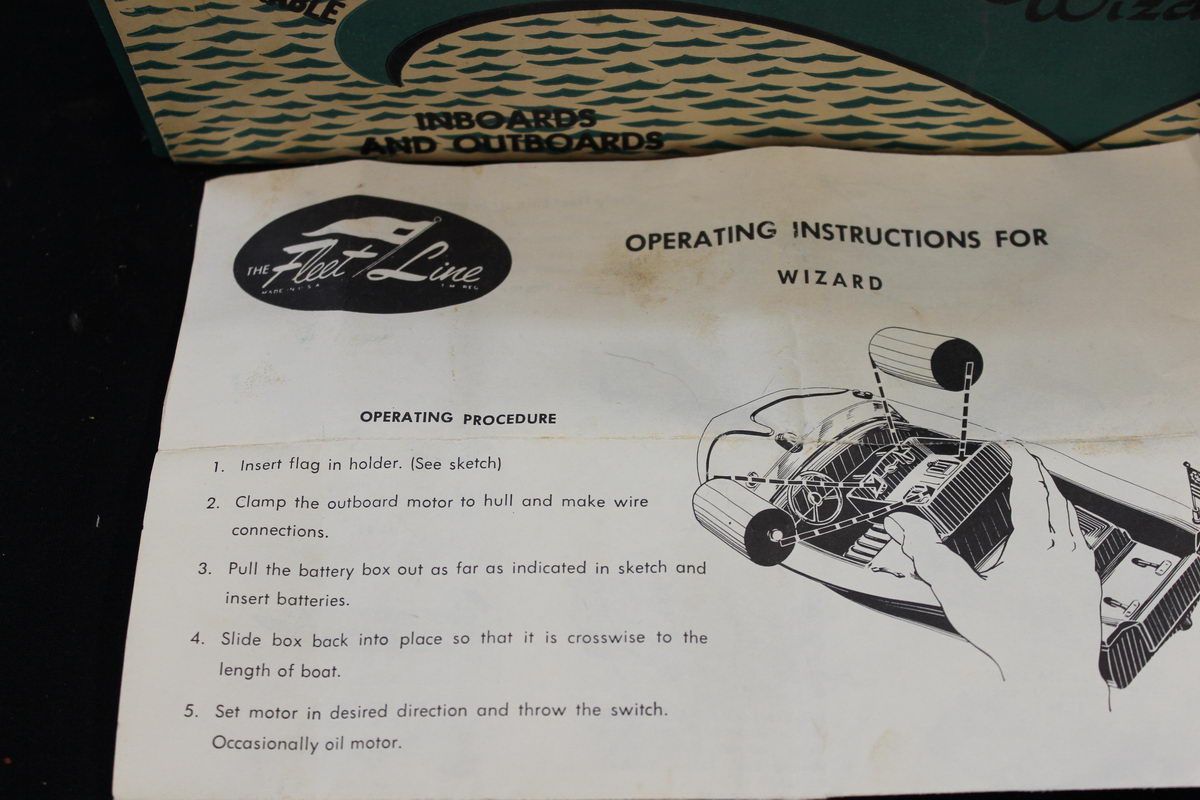 ABLE
Wiza
INBOARDS
AND OUTBOARDS
THE Fleet Line
MADE IN U.S.A. T.M. REG.
OPERATING INSTRUCTIONS FOR
WIZARD
OPERATING PROCEDURE
1. Insert flag in holder. (See sketch)
2. Clamp the outboard motor to hull and make wire
connections.
3. Pull the battery box out as far as indicated in sketch and
insert batteries.
4. Slide box back into place so that it is crosswise to the
length of boat.
5. Set motor in desired direction and throw the switch.
Occasionally oil motor.